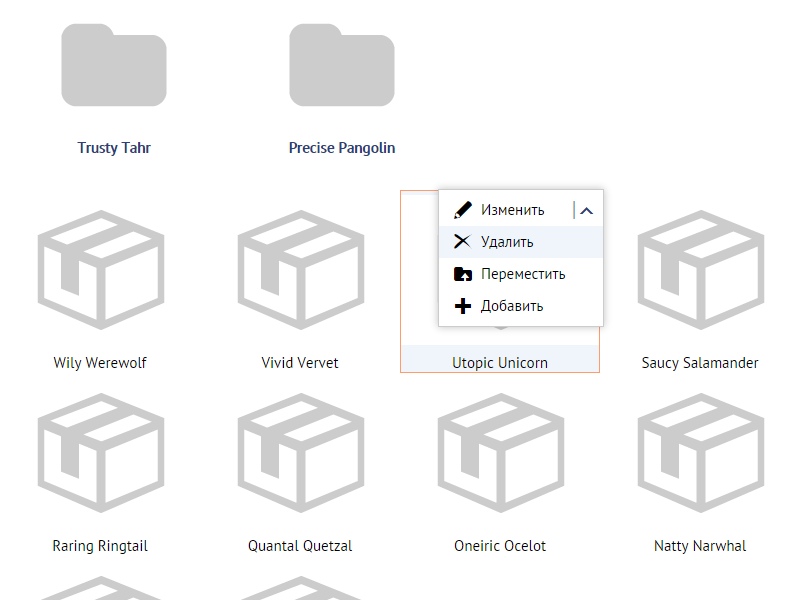 Trusty Tahr
Precise Pangolin
Изменить
Удалить
Переместить
Добавить
Wily Werewolf
Vivid Vervet
Utopic Unicorn
Saucy Salamander
Raring Ringtail
Quantal Quetzal
Oneiric Ocelot
Natty Narwhal